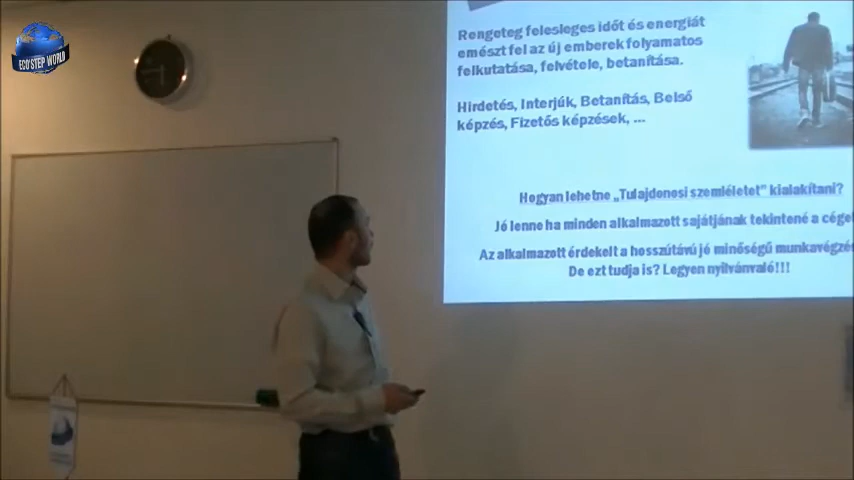 ECO STEP WORLD
Rengeteg felesleges időt és energiát
emészt fel az új emberek folyamatos
felkutatása, felvétele, betanítása.
Hirdetés, Interjúk, Betanítás, Belső
képzés, Fizetős képzések, ...
Hogyan lehetne „Tulajdonosi szemléletet" kialakítani?
Jó lenne ha minden alkalmazott sajátjának tekintené a cége
Az alkalmazott érdekelt a hosszútávú jó minőségű munkavégzé
De ezt tudja is? Legyen nyilvánvaló!!!